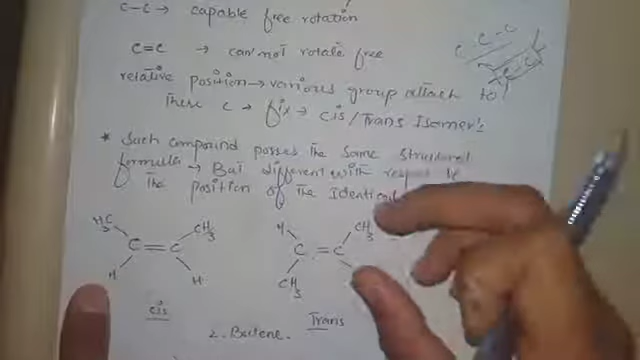 C-C → capable free rotation
C=C → can not rotate free
relative position → various group attach to
these C → fix → cis/Trans Isomer's
C - C - C
C = C
* Such compound posses the same structural
formula → But different with respect to
the position of the identical
H3C CH3
C = C
H H
cis
H CH3
C = C
CH3
Trans
2. Butene.